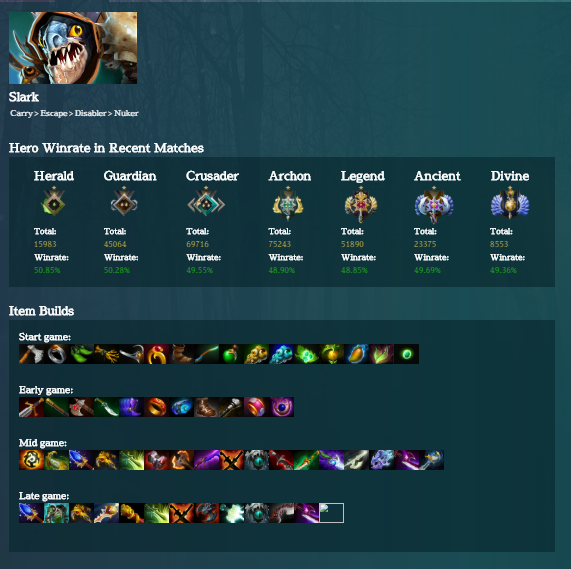 Slark
Carry > Escape > Disabler > Nuker
Hero Winrate in Recent Matches
Herald Guardian Crusader Archon Legend Ancient Divine
Total: Total: Total: Total: Total: Total: Total:
15983 45064 69716 75243 51890 23375 8553
Winrate: Winrate: Winrate: Winrate: Winrate: Winrate: Winrate:
50.85% 50.28% 49.55% 48.90% 48.85% 49.69% 49.36%
Item Builds
Start game:
Early game:
Mid game:
Late game: